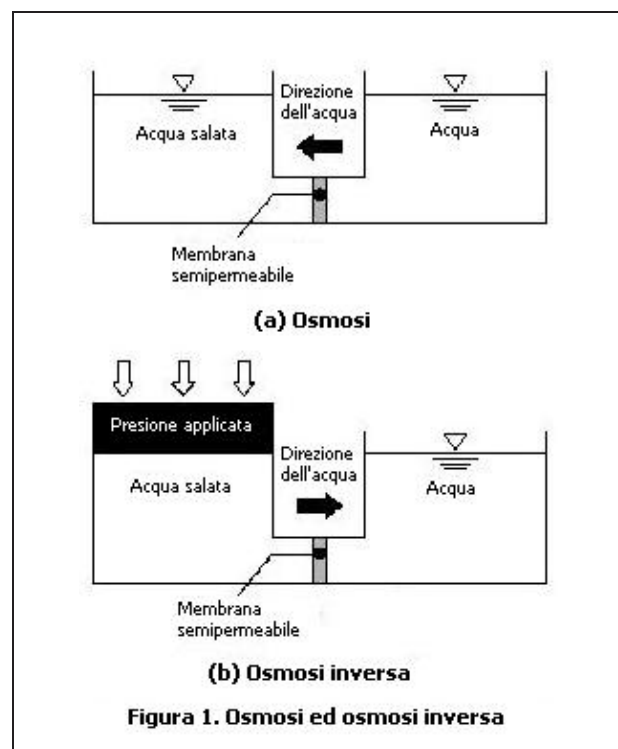 Direzione
dell'acqua
Acqua salata
Acqua
Membrana
semipermeabile
(a) Osmosi
Presione applicata
Direzione
dell'acqua
Acqua salata
Acqua
Membrana
semipermeabile
(b) Osmosi inversa
Figura 1. Osmosi ed osmosi inversa